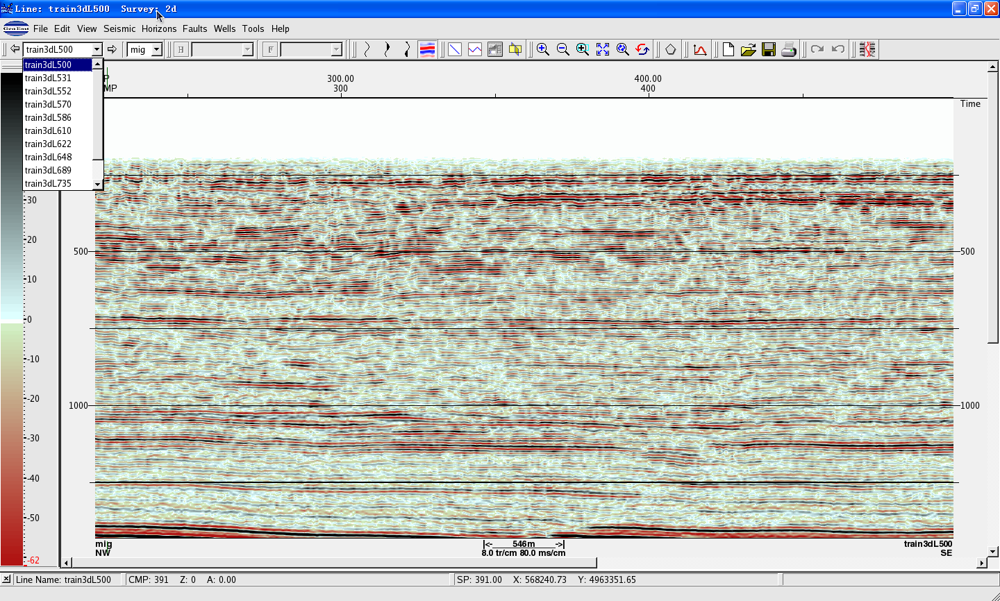 Line: train3dL500  Survey: 2d
Geo East File Edit View Seismic Horizons Faults Wells Tools Help
train3dL500 mig H F
train3dL500
train3dL531
train3dL552
train3dL570
train3dL586
train3dL610
train3dL622
train3dL648
train3dL689
train3dL735
P 300.00 400.00
MP 300 400
Time
30
20
10
0
-10
-20
-30
-40
-50
-62
500 500
1000 1000
mig |<- 546m ->| train3dL500
NW 8.0 tr/cm 80.0 ms/cm SE
Line Name: train3dL500 CMP: 391 Z: 0 A: 0.00 SP: 391.00 X: 568240.73 Y: 4963351.65